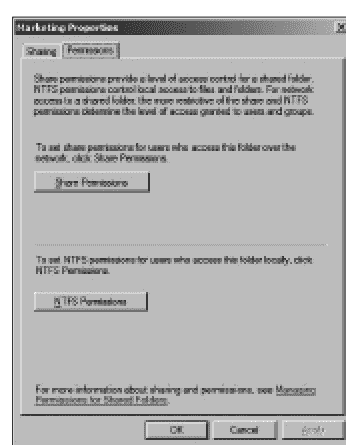 Marketing Properties
Sharing Permissions
Share permissions provide a level of access control for a shared folder.
NTFS permissions control local access to files and folders. For network
access to a shared folder, the more restrictive of the share and NTFS
permissions determine the level of access granted to users and groups.
To set share permissions for users who access this folder over the
network, click Share Permissions.
Share Permissions
To set NTFS permissions for users who access this folder locally, click
NTFS Permissions.
NTFS Permissions
For more information about sharing and permissions, see Managing
Permissions for Shared Folders.
OK Cancel Apply